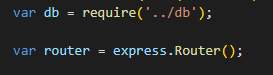 var db = require('../db');
var router = express.Router();